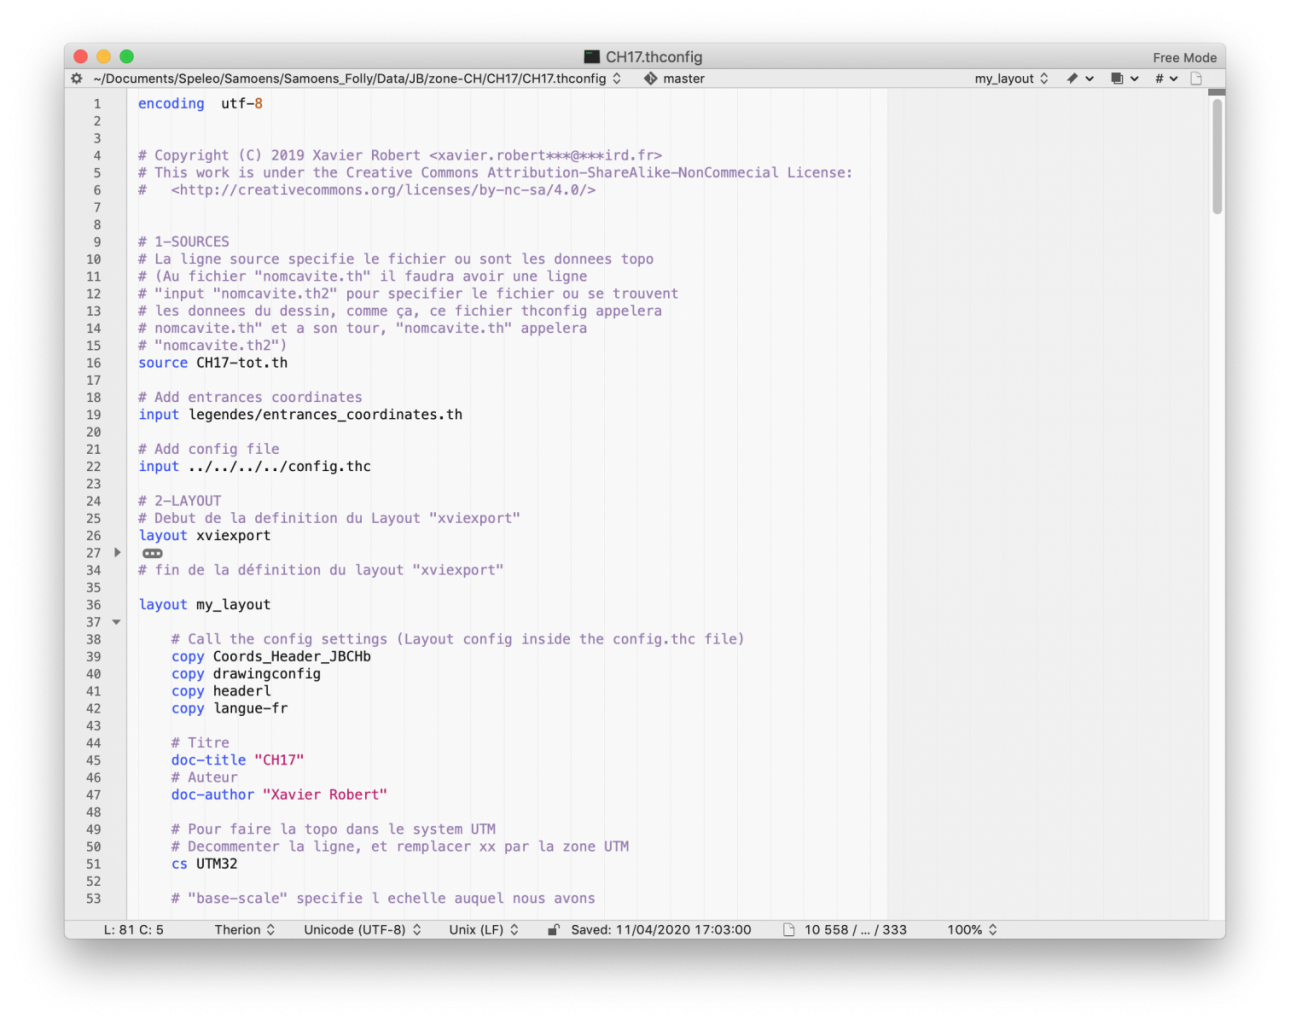 CH17.thconfig
Free Mode
~/Documents/Speleo/Samoens/Samoens_Folly/Data/JB/zone-CH/CH17/CH17.thconfig master my_layout #
1 encoding  utf-8
2
3
4 # Copyright (C) 2019 Xavier Robert <xavier.robert***@***ird.fr>
5 # This work is under the Creative Commons Attribution-ShareAlike-NonCommecial License:
6 #   <http://creativecommons.org/licenses/by-nc-sa/4.0/>
7
8
9 # 1-SOURCES
10 # La ligne source specifie le fichier ou sont les donnees topo
11 # (Au fichier "nomcavite.th" il faudra avoir une ligne
12 # "input "nomcavite.th2" pour specifier le fichier ou se trouvent
13 # les donnees du dessin, comme ça, ce fichier thconfig appelera
14 # nomcavite.th" et a son tour, "nomcavite.th" appelera
15 # "nomcavite.th2")
16 source CH17-tot.th
17
18 # Add entrances coordinates
19 input legendes/entrances_coordinates.th
20
21 # Add config file
22 input ../../../../config.thc
23
24 # 2-LAYOUT
25 # Debut de la definition du Layout "xviexport"
26 layout xviexport
27
34 # fin de la définition du layout "xviexport"
35
36 layout my_layout
37
38 # Call the config settings (Layout config inside the config.thc file)
39 copy Coords_Header_JBCHb
40 copy drawingconfig
41 copy headerl
42 copy langue-fr
43
44 # Titre
45 doc-title "CH17"
46 # Auteur
47 doc-author "Xavier Robert"
48
49 # Pour faire la topo dans le system UTM
50 # Decommenter la ligne, et remplacer xx par la zone UTM
51 cs UTM32
52
53 # "base-scale" specifie l echelle auquel nous avons
L: 81 C: 5 Therion Unicode (UTF-8) Unix (LF) Saved: 11/04/2020 17:03:00 10 558 / ... / 333 100%